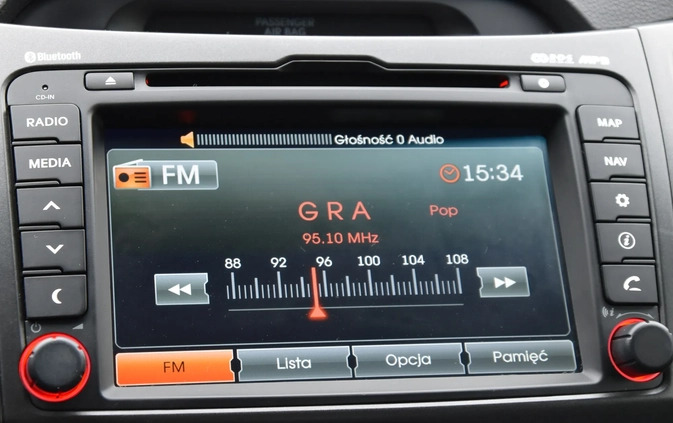 PASSENGER
AIR BAG
Bluetooth
CD-IN
RADIO
MEDIA
MAP
NAV
Głośność 0 Audio
FM
15:34
GRA
Pop
95.10 MHz
88 92 96 100 104 108
FM
Lista
Opcja
Pamięć